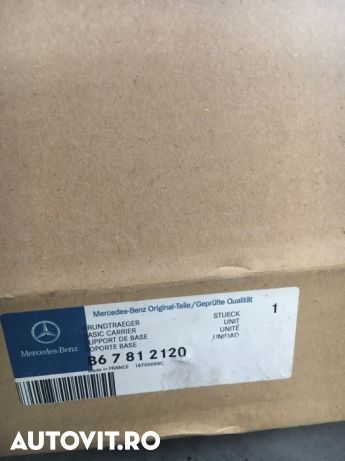 Mercedes-Benz Original-Teile/Geprüfte Qualität
GRUNDTRAEGER STUECK 1
BASIC CARRIER UNIT
SUPPORT DE BASE UNITÉ
SOPORTE BASE UNIDAD
B6 7 81 2120
Made in FRANCE
Mercedes-Benz
AUTOVIT.RO